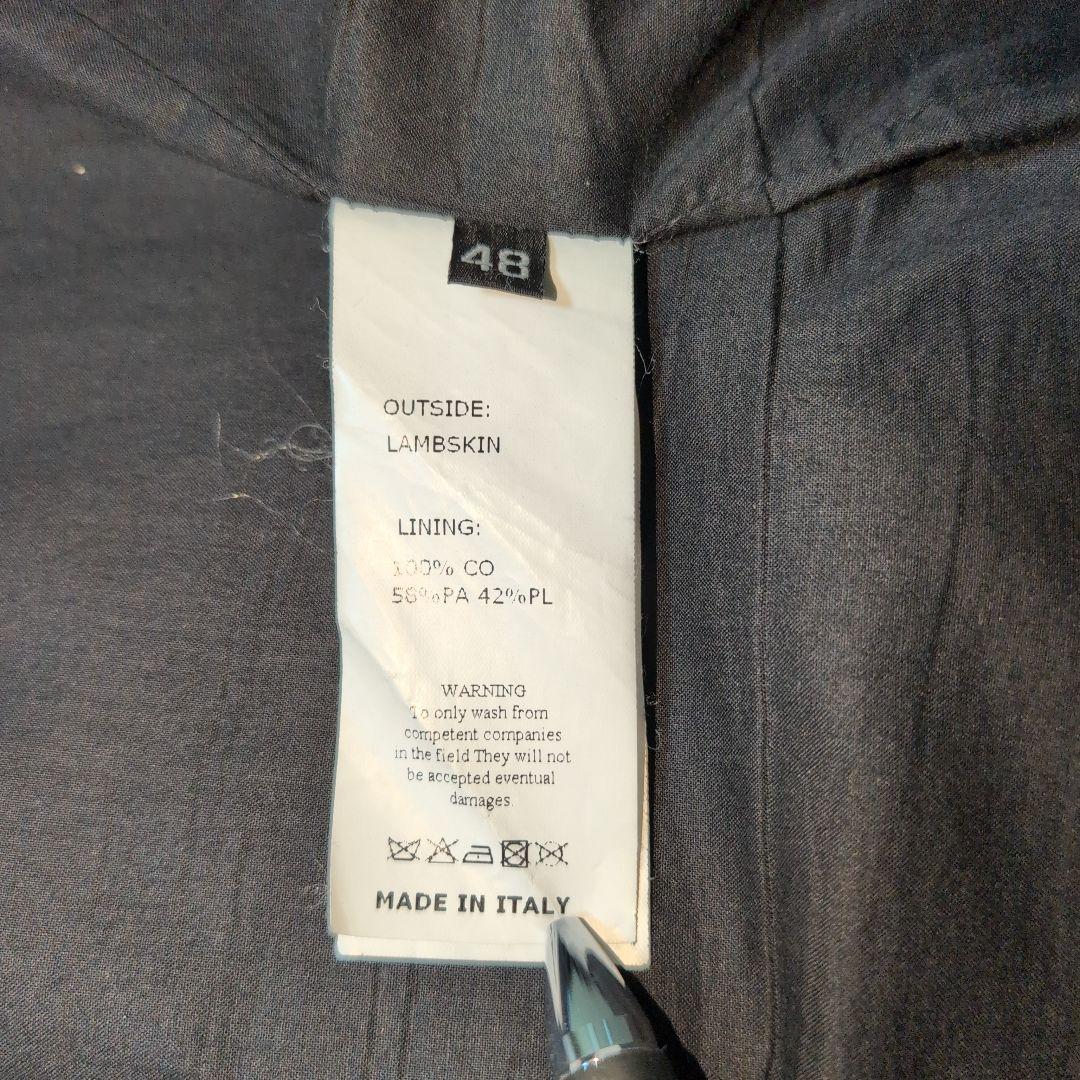 48
OUTSIDE:
LAMBSKIN
LINING:
100% CO
58%PA 42%PL
WARNING
To only wash from
competent companies
in the field They will not
be accepted eventual
damages.
MADE IN ITALY